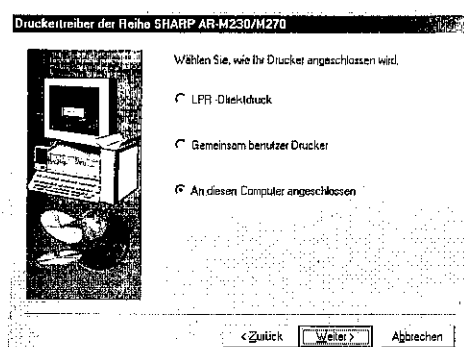 Druckertreiber der Reihe SHARP AR-M230/M270
Wählen Sie, wie Ihr Drucker angeschlossen wird.
LPR -Direktdruck
Gemeinsam benutzer Drucker
An diesen Computer angeschlossen
<Zurück Weiter> Abbrechen